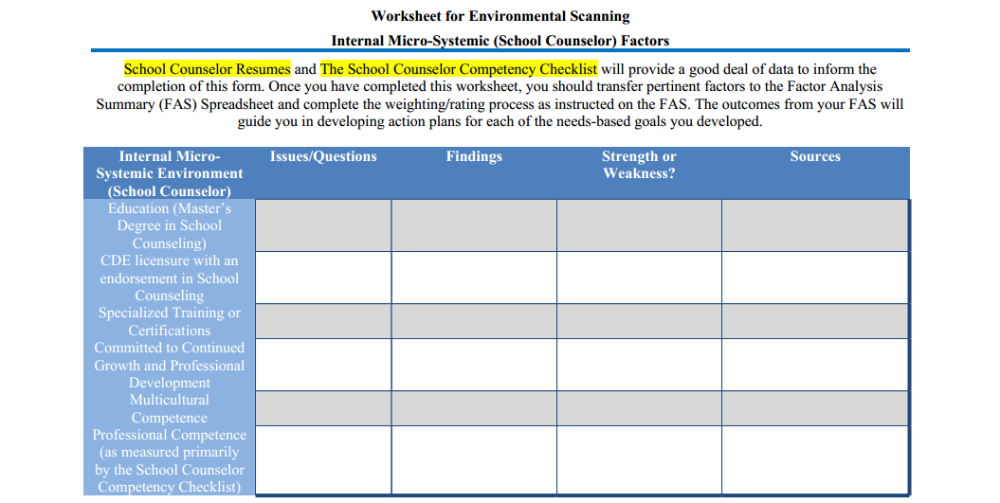 Worksheet for Environmental Scanning
Internal Micro-Systemic (School Counselor) Factors
School Counselor Resumes and The School Counselor Competency Checklist will provide a good deal of data to inform the
completion of this form. Once you have completed this worksheet, you should transfer pertinent factors to the Factor Analysis
Summary (FAS) Spreadsheet and complete the weighting/rating process as instructed on the FAS. The outcomes from your FAS will
guide you in developing action plans for each of the needs-based goals you developed.
Internal Micro-
Systemic Environment
(School Counselor)
Issues/Questions
Findings
Strength or
Weakness?
Sources
Education (Master’s
Degree in School
Counseling)
CDE licensure with an
endorsement in School
Counseling
Specialized Training or
Certifications
Committed to Continued
Growth and Professional
Development
Multicultural
Competence
Professional Competence
(as measured primarily
by the School Counselor
Competency Checklist)